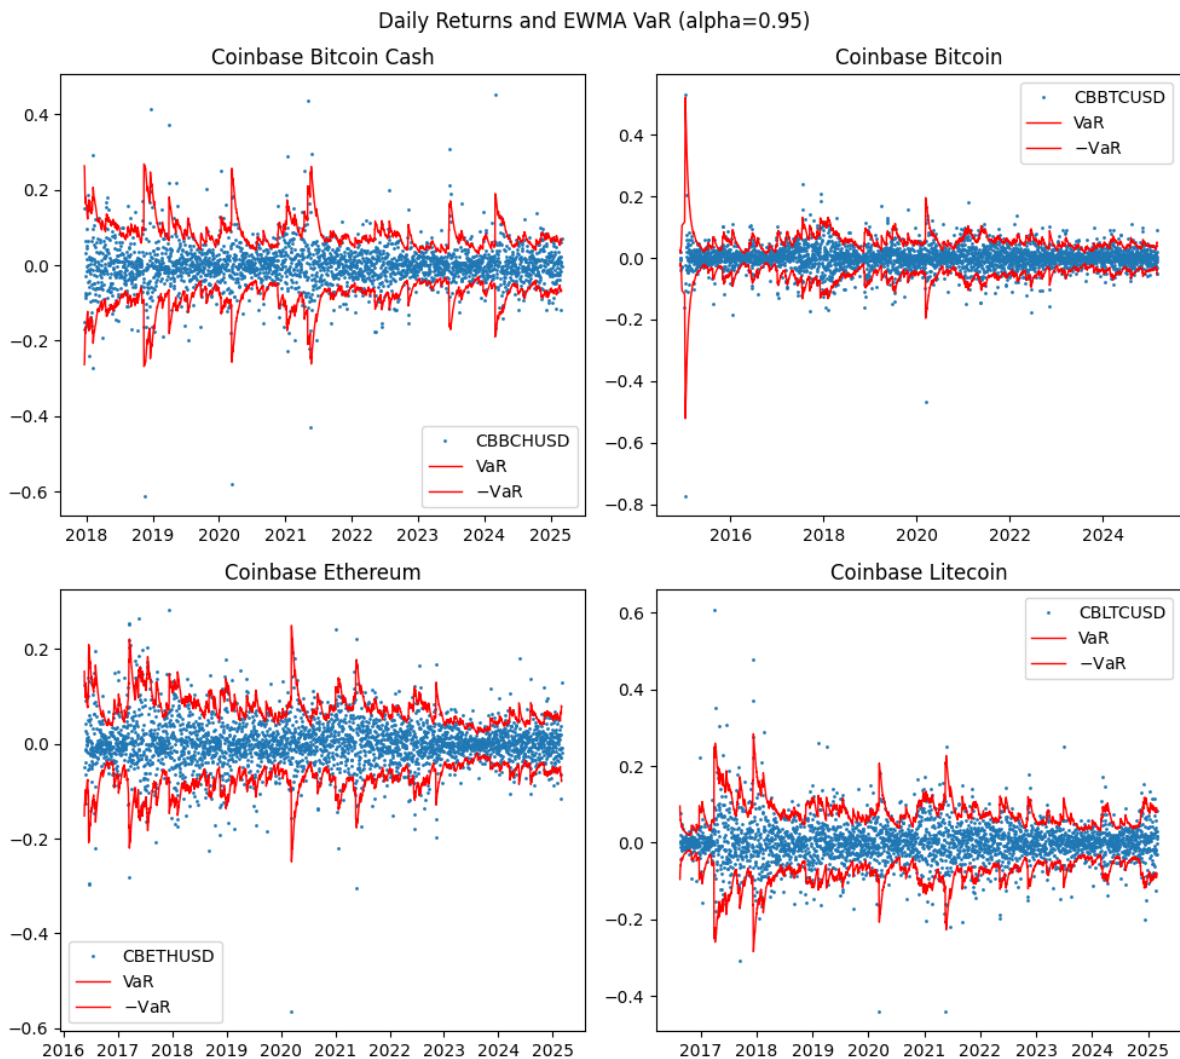 Daily Returns and EWMA VaR (alpha=0.95)
Coinbase Bitcoin Cash
0.4
0.2
0.0
−0.2
−0.4
−0.6
CBBCHUSD
VaR
−VaR
2018 2019 2020 2021 2022 2023 2024 2025
Coinbase Bitcoin
0.4
0.2
0.0
−0.2
−0.4
−0.6
−0.8
CBBTCUSD
VaR
−VaR
2016 2018 2020 2022 2024
Coinbase Ethereum
0.2
0.0
−0.2
−0.4
−0.6
CBETHUSD
VaR
−VaR
2016 2017 2018 2019 2020 2021 2022 2023 2024 2025
Coinbase Litecoin
0.6
0.4
0.2
0.0
−0.2
−0.4
CBLTCUSD
VaR
−VaR
2017 2018 2019 2020 2021 2022 2023 2024 2025